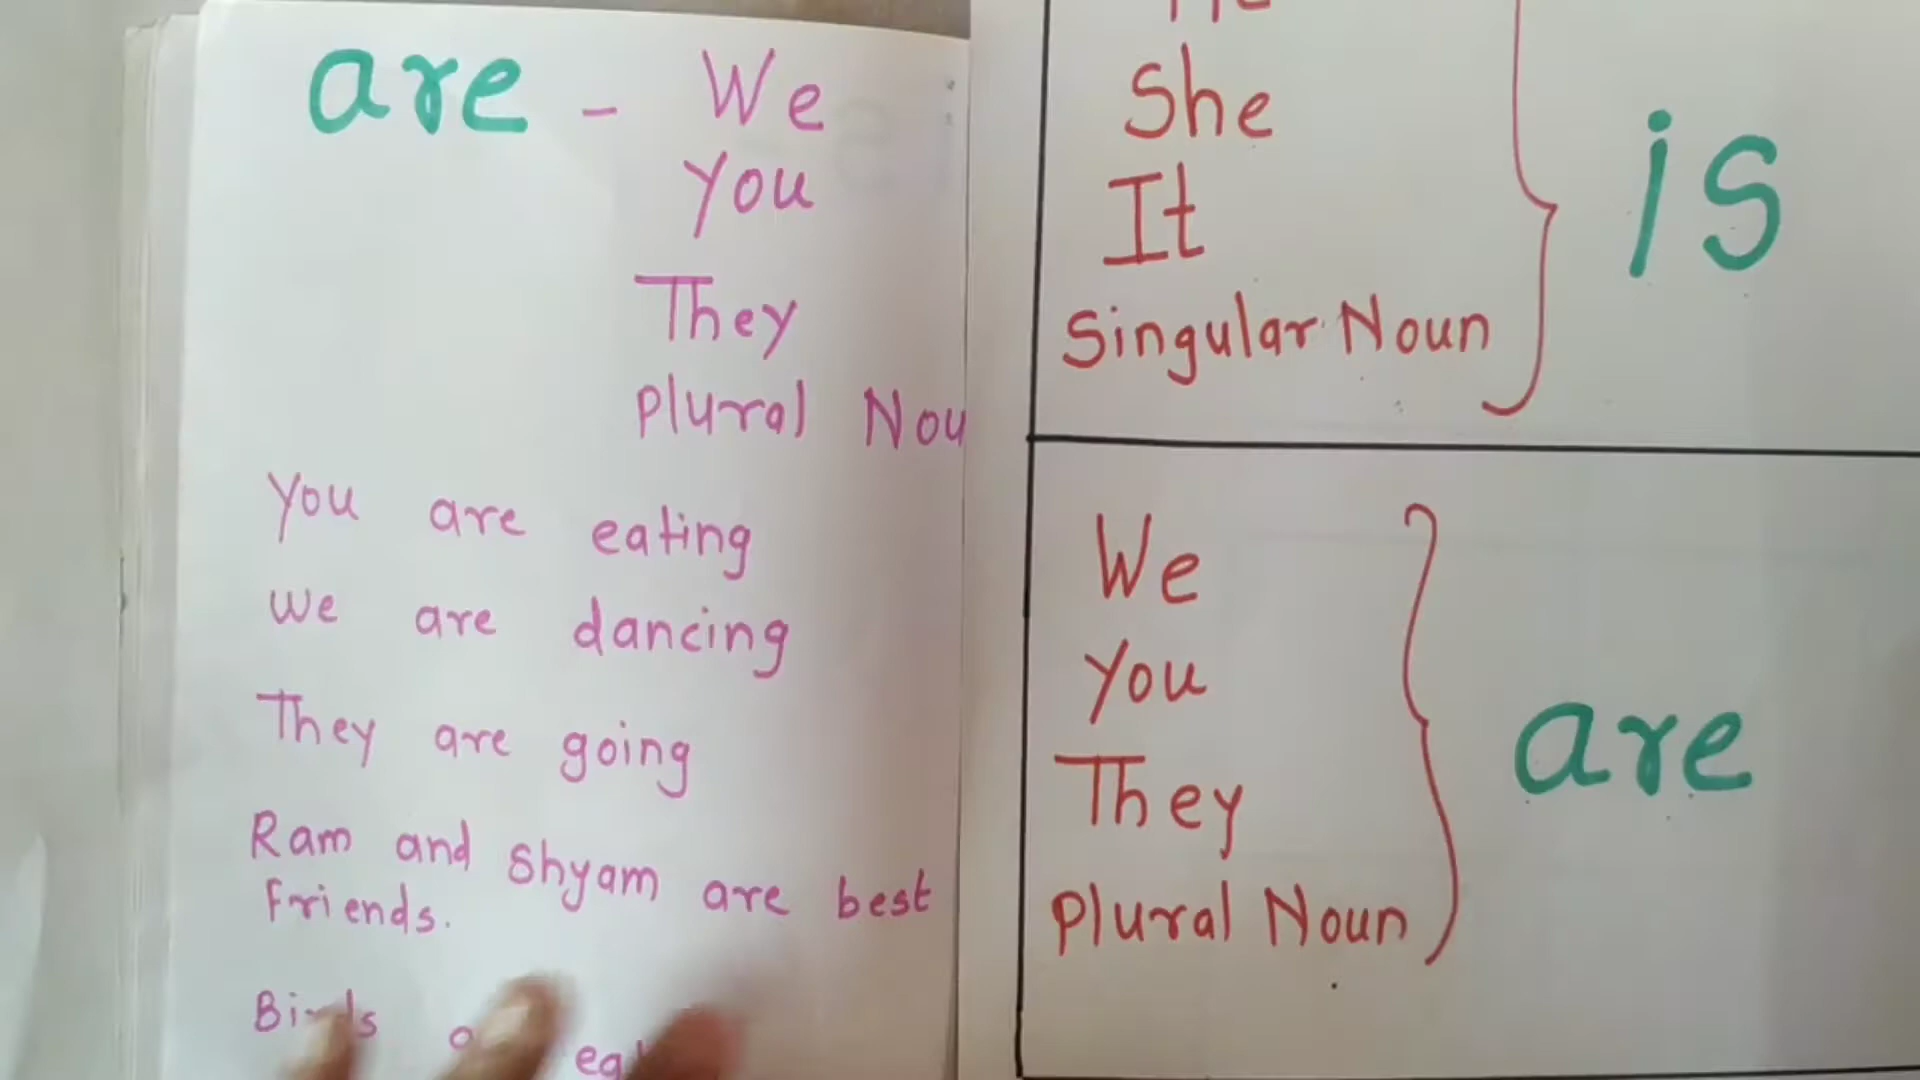 are - We
You
They
Plural Nou
You are eating
We are dancing
They are going
Ram and Shyam are best
Friends.
Birds
She
It
Singular Noun
is
We
You
They
Plural Noun
are